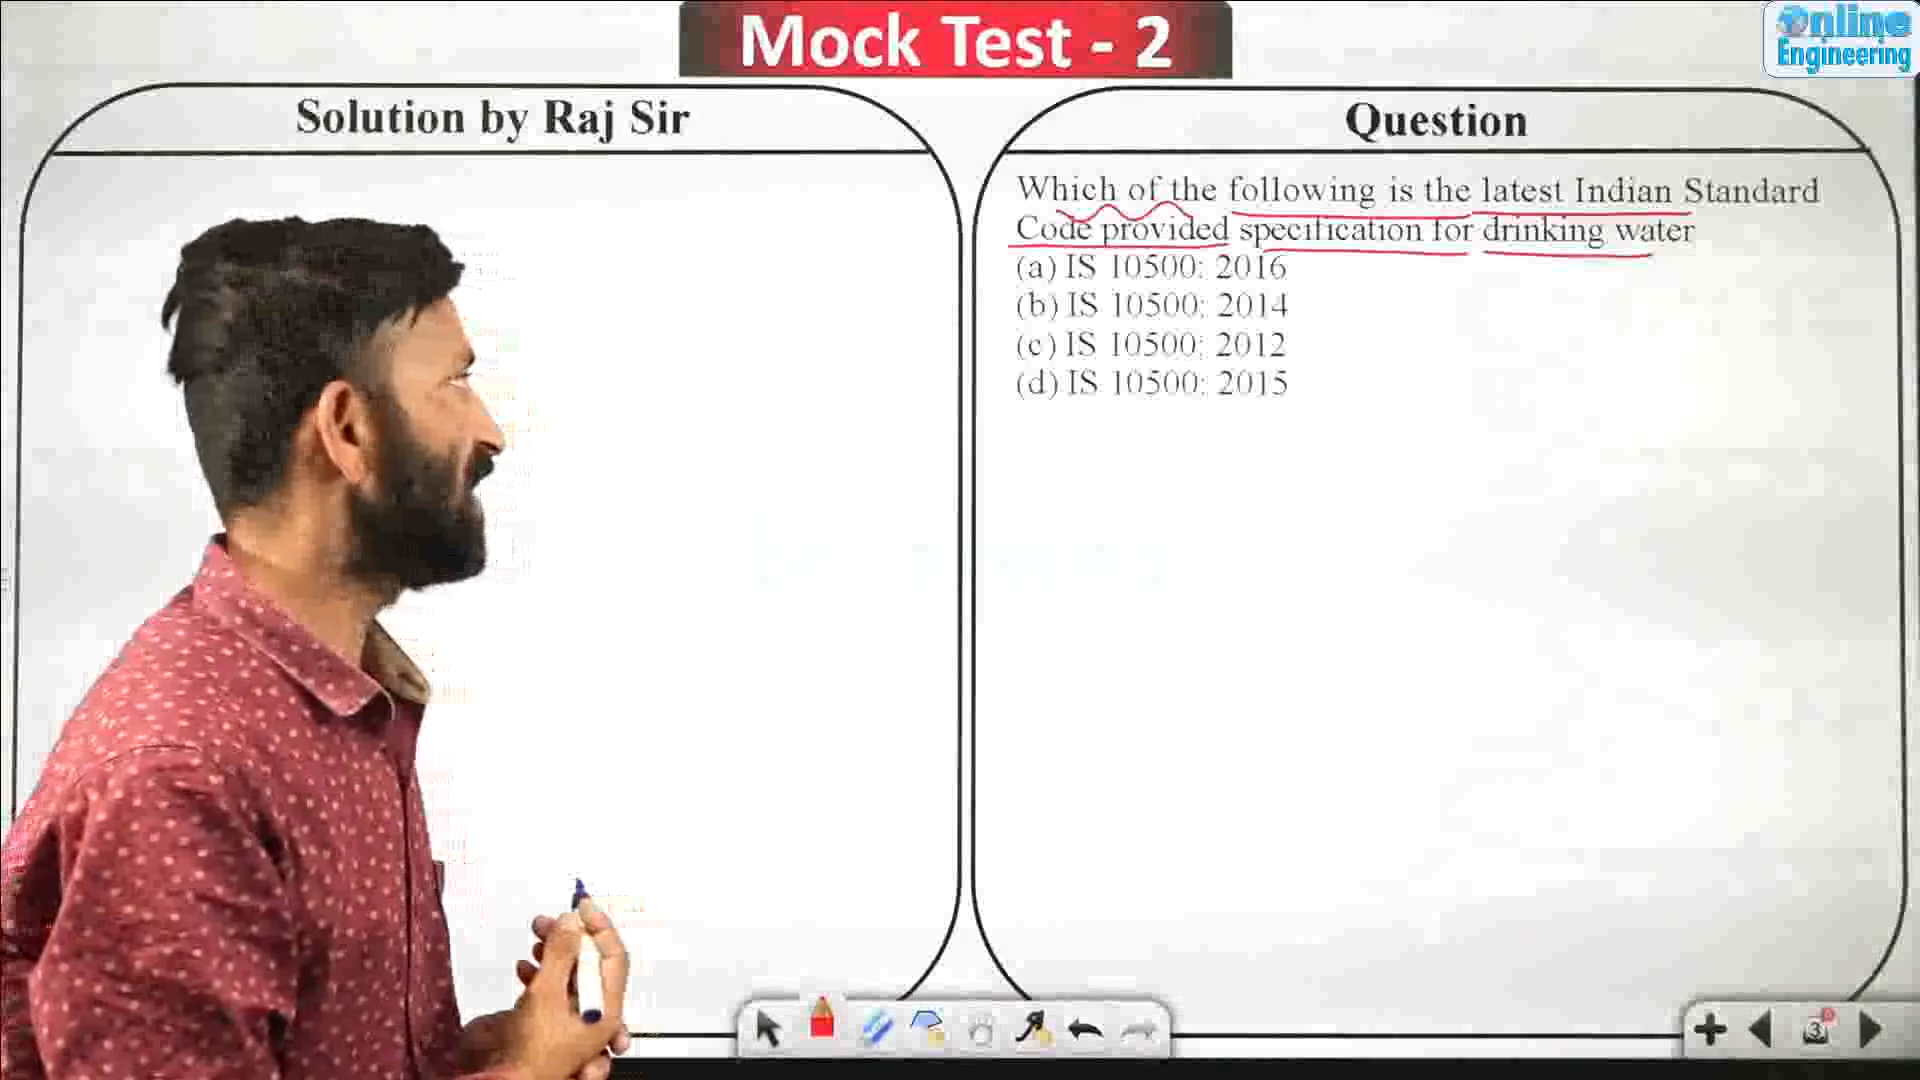 Mock Test - 2
Online
Engineering
Solution by Raj Sir
Question
Which of the following is the latest Indian Standard
Code provided specification for drinking water
(a) IS 10500: 2016
(b) IS 10500: 2014
(c) IS 10500: 2012
(d) IS 10500: 2015
3